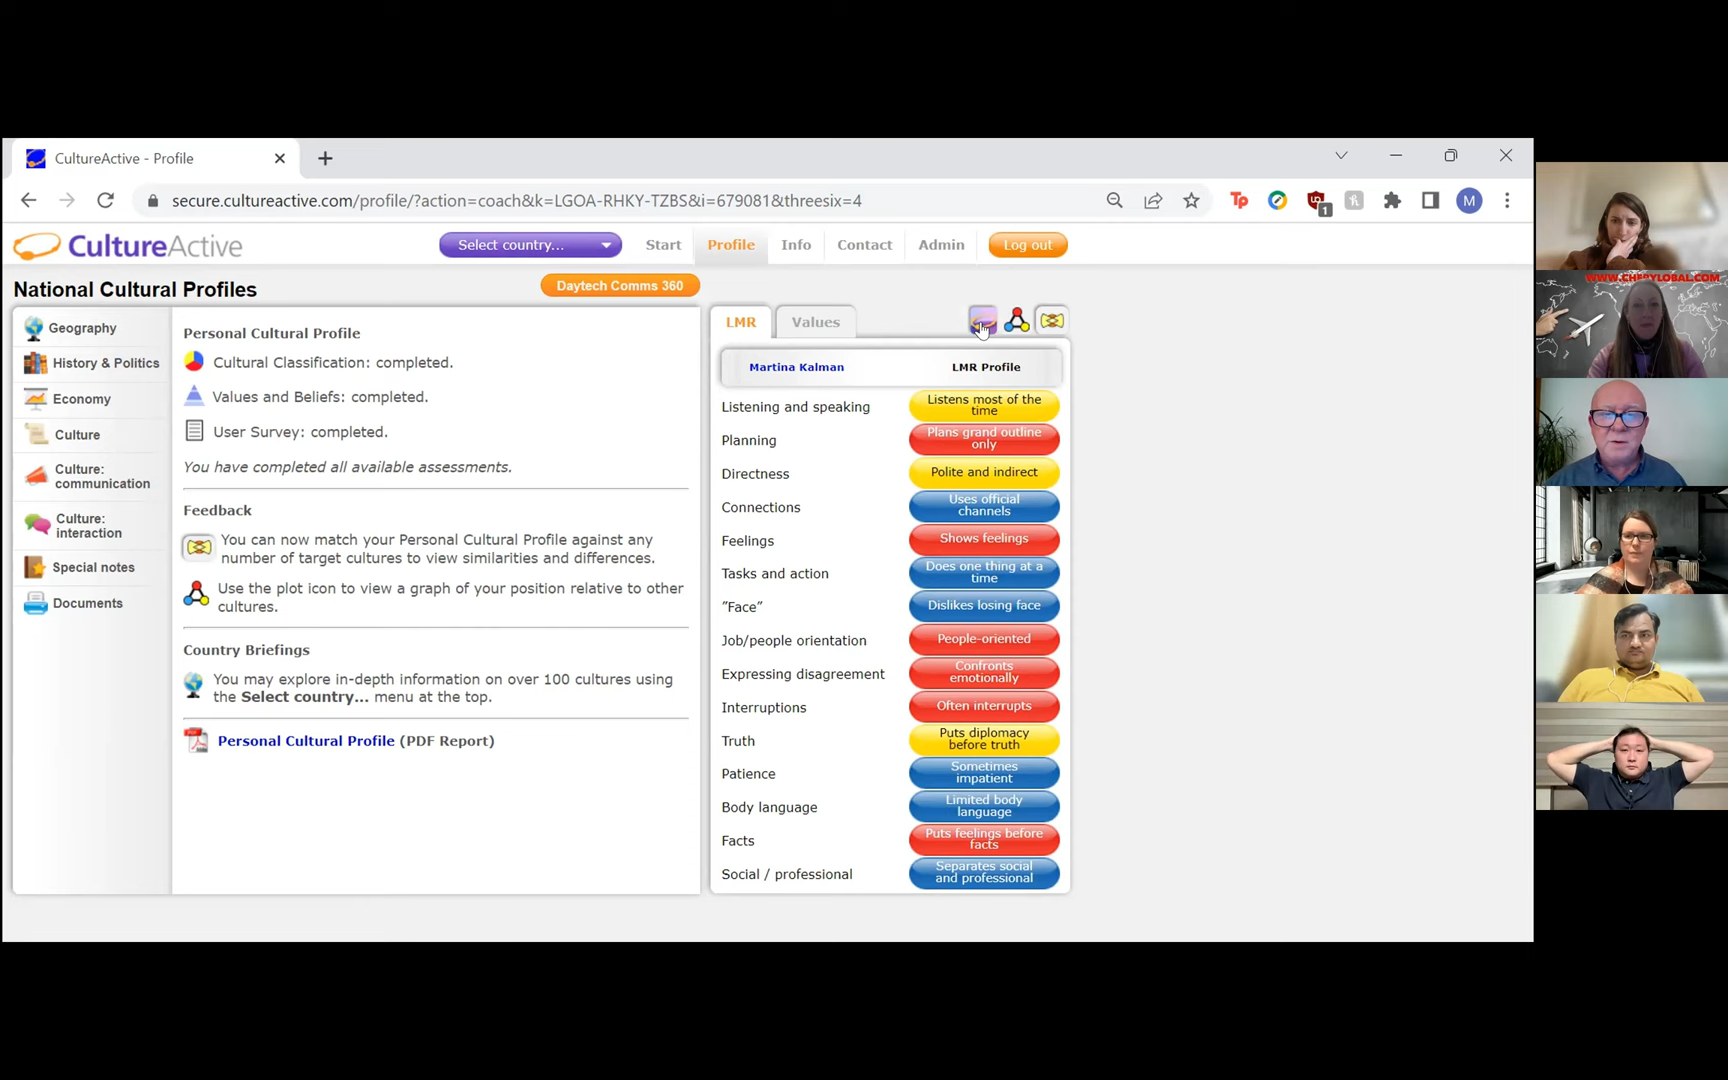 CultureActive - Profile
secure.cultureactive.com/profile/?action=coach&k=LGOA-RHKY-TZBS&i=679081&threesix=4
Tp
1
M
CultureActive
Select country...
Start
Profile
Info
Contact
Admin
Log out
National Cultural Profiles
Daytech Comms 360
Geography
History & Politics
Economy
Culture
Culture:
communication
Culture:
interaction
Special notes
Documents
Personal Cultural Profile
Cultural Classification: completed.
Values and Beliefs: completed.
User Survey: completed.
You have completed all available assessments.
Feedback
You can now match your Personal Cultural Profile against any
number of target cultures to view similarities and differences.
Use the plot icon to view a graph of your position relative to other
cultures.
Country Briefings
You may explore in-depth information on over 100 cultures using
the Select country... menu at the top.
Personal Cultural Profile (PDF Report)
LMR
Values
Martina Kalman
LMR Profile
Listening and speaking
Listens most of the
time
Planning
Plans grand outline
only
Directness
Polite and indirect
Connections
Uses official
channels
Feelings
Shows feelings
Tasks and action
Does one thing at a
time
"Face"
Dislikes losing face
Job/people orientation
People-oriented
Expressing disagreement
Confronts
emotionally
Interruptions
Often interrupts
Truth
Puts diplomacy
before truth
Patience
Sometimes
impatient
Body language
Limited body
language
Facts
Puts feelings before
facts
Social / professional
Separates social
and professional